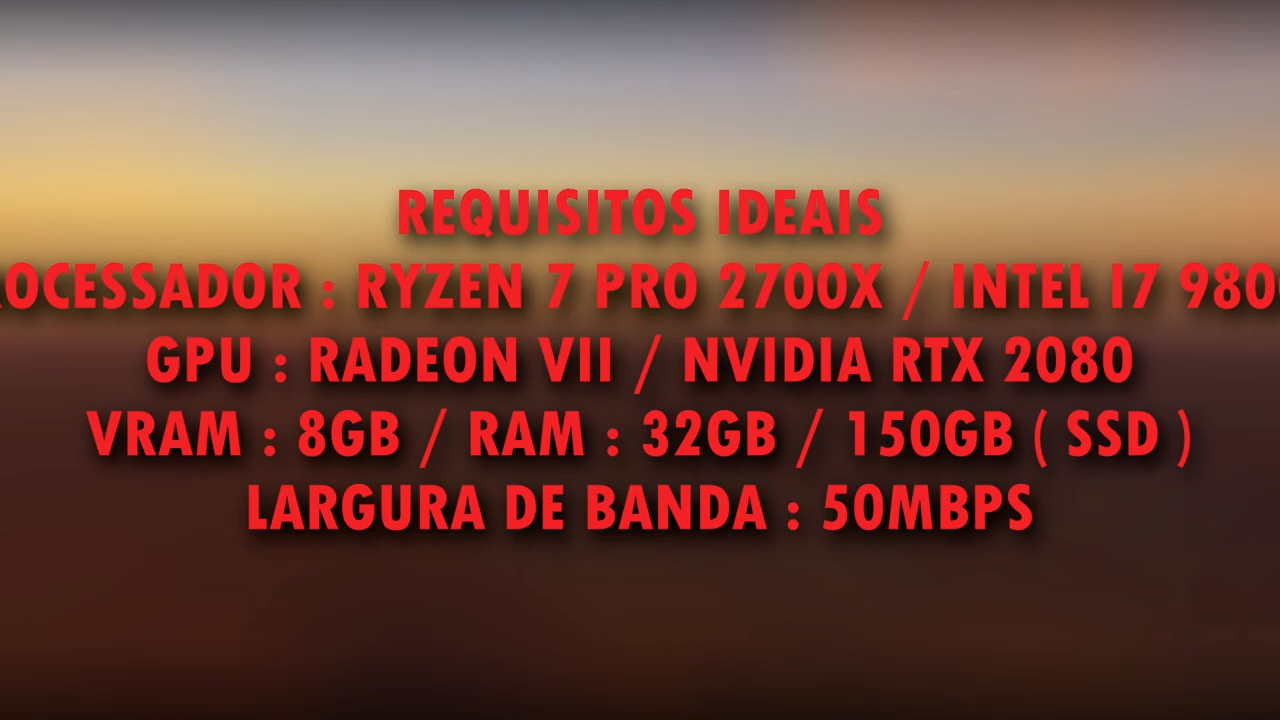 REQUISITOS IDEAIS
ROCESSADOR : RYZEN 7 PRO 2700X / INTEL I7 980
GPU : RADEON VII / NVIDIA RTX 2080
VRAM : 8GB / RAM : 32GB / 150GB ( SSD )
LARGURA DE BANDA : 50MBPS